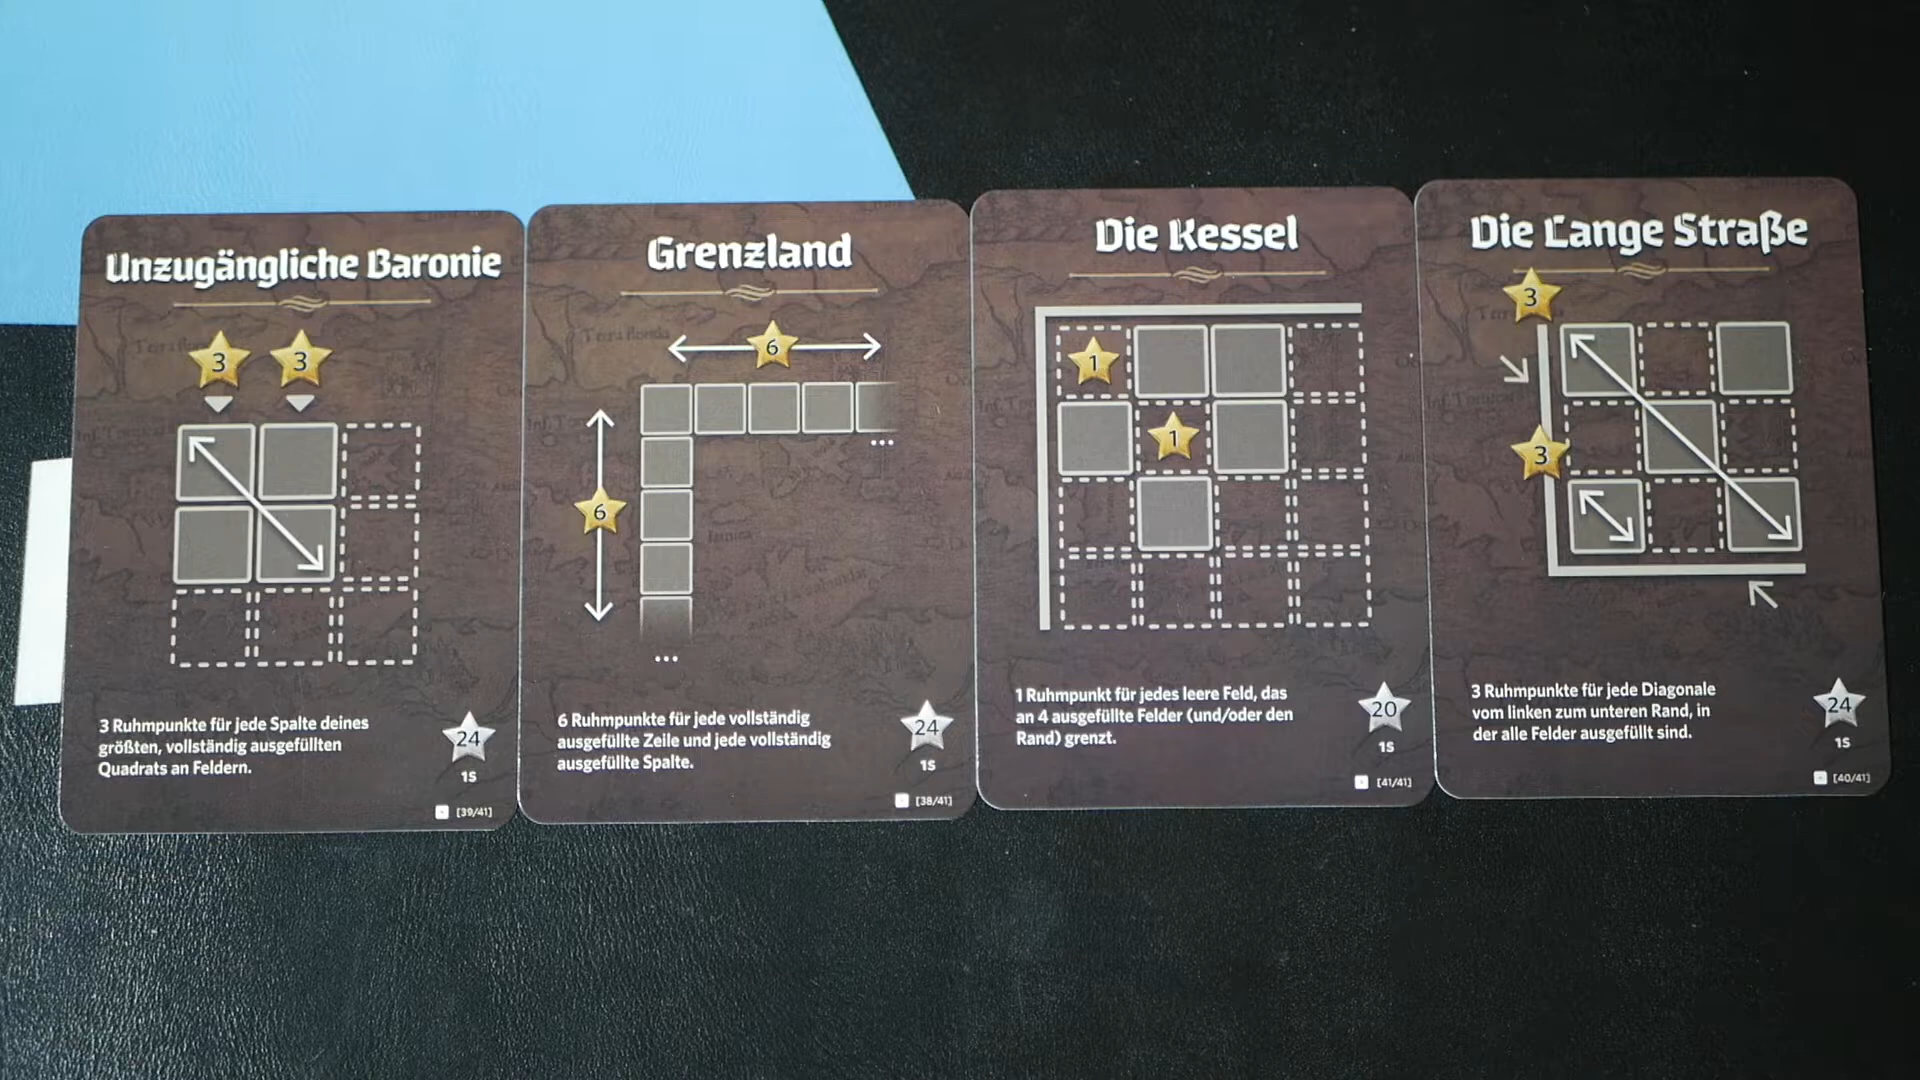 Unzugängliche Baronie
3
3
3 Ruhmpunkte für jede Spalte deines
größten, vollständig ausgefüllten
Quadrats an Feldern.
24
1S
[39/41]
Grenzland
6
6
...
...
6 Ruhmpunkte für jede vollständig
ausgefüllte Zeile und jede vollständig
ausgefüllte Spalte.
24
1S
[38/41]
Die Kessel
1
1
1 Ruhmpunkt für jedes leere Feld, das
an 4 ausgefüllte Felder (und/oder den
Rand) grenzt.
20
1S
[41/41]
Die Lange Straße
3
3
3 Ruhmpunkte für jede Diagonale
vom linken zum unteren Rand, in
der alle Felder ausgefüllt sind.
24
1S
[40/41]